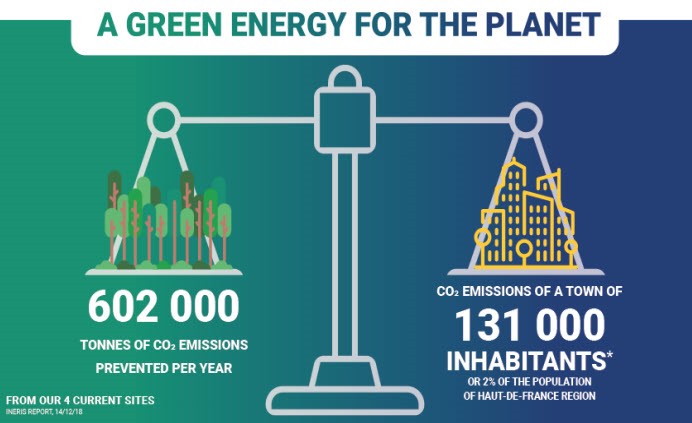 A GREEN ENERGY FOR THE PLANET
602 000
TONNES OF CO₂ EMISSIONS
PREVENTED PER YEAR
CO₂ EMISSIONS OF A TOWN OF
131 000
INHABITANTS*
OR 2% OF THE POPULATION
OF HAUT-DE-FRANCE REGION
FROM OUR 4 CURRENT SITES
INERIS REPORT, 14/12/18